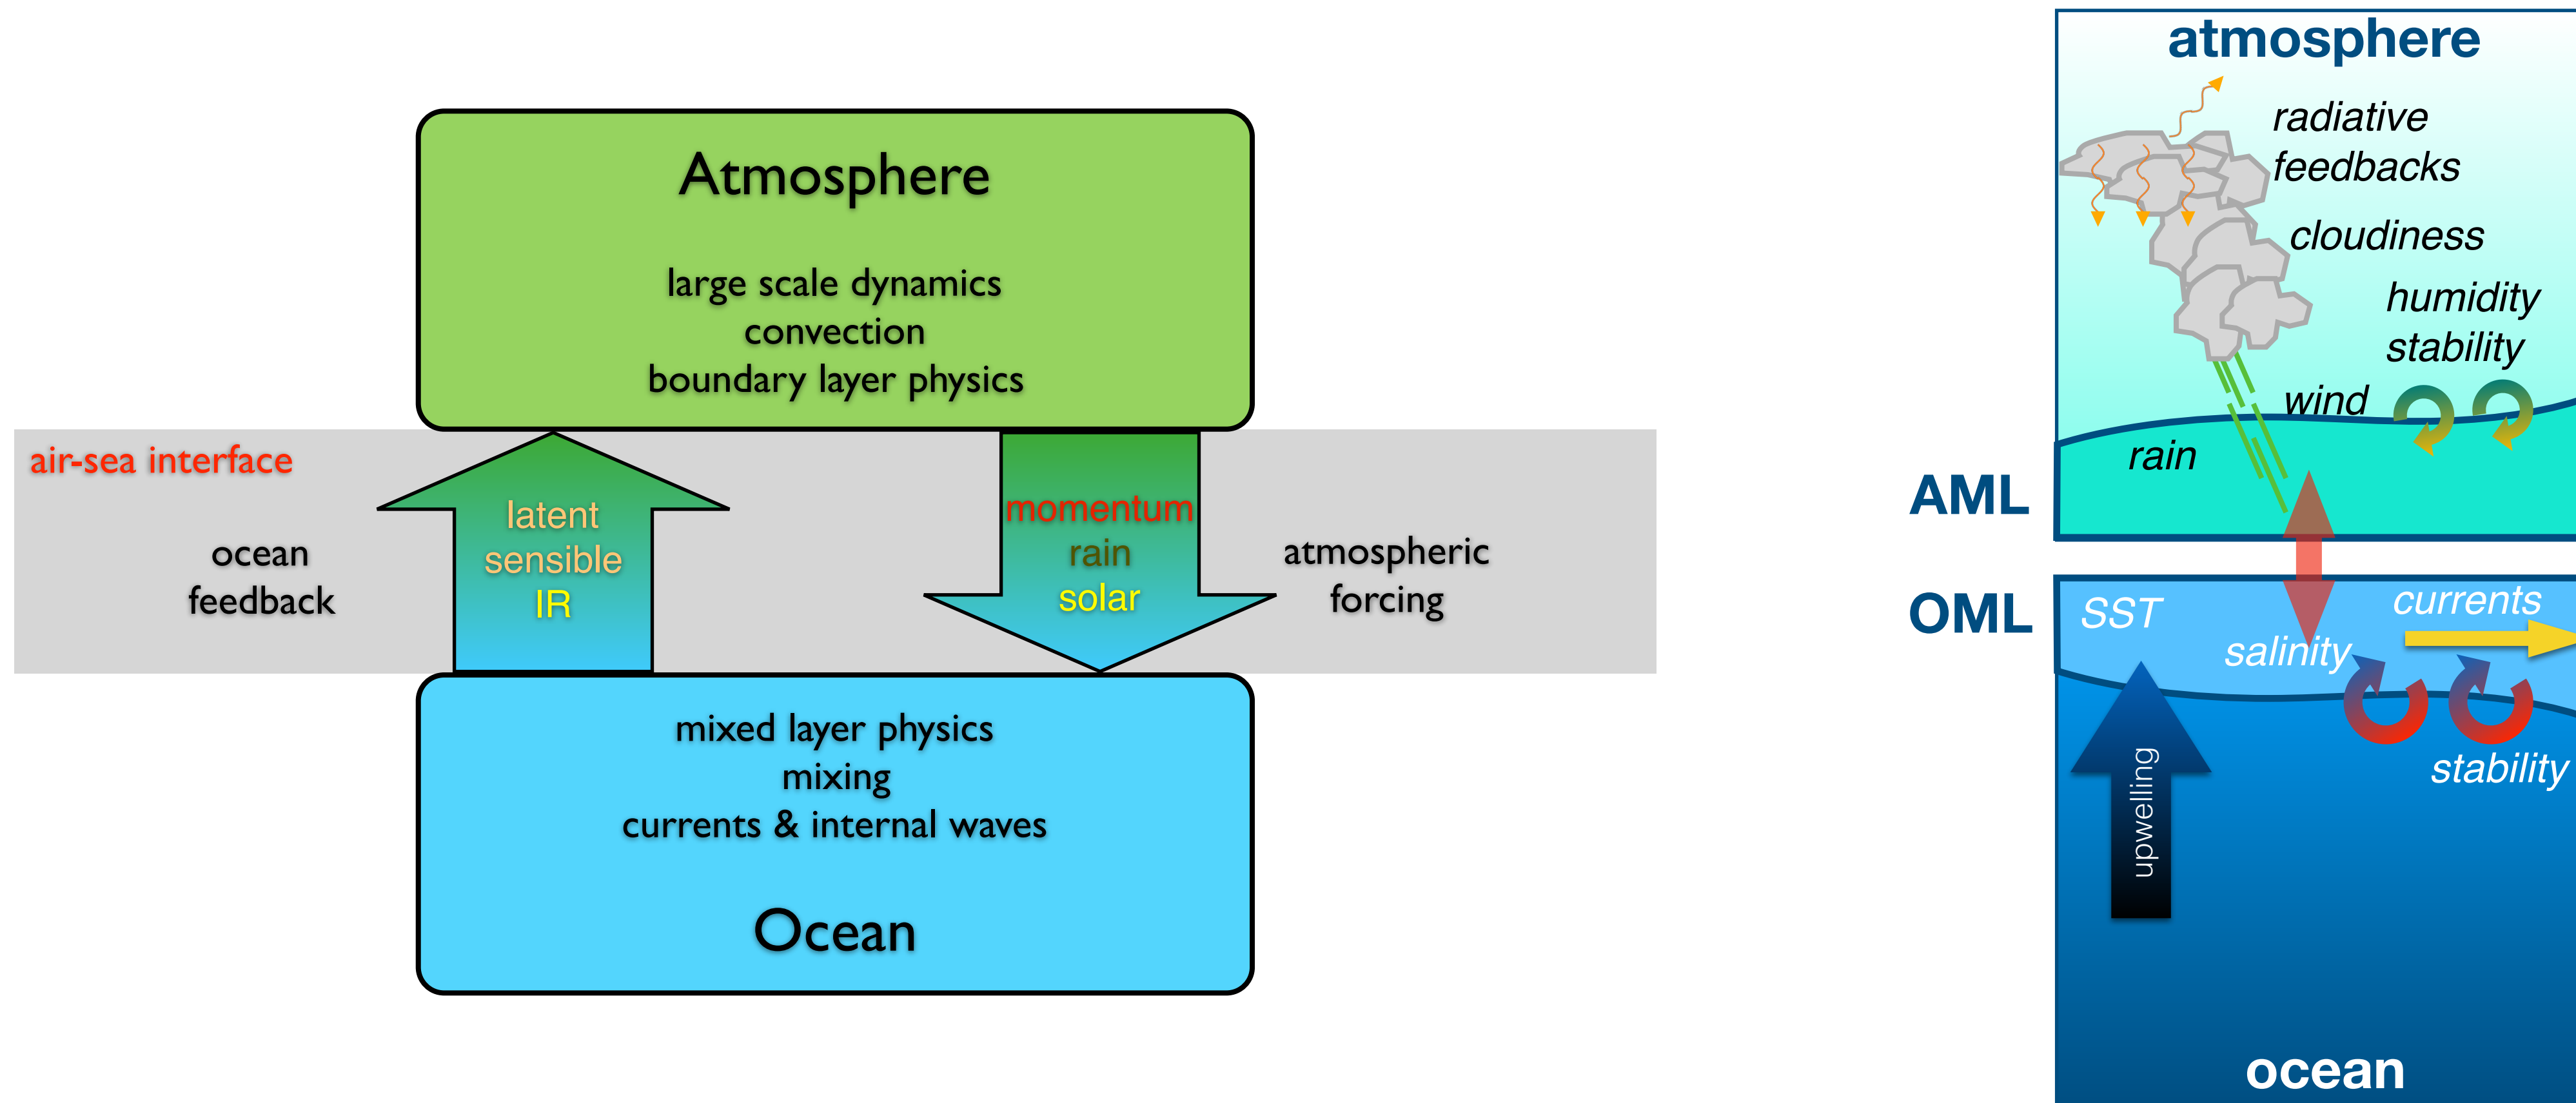 Atmosphere
large scale dynamics
convection
boundary layer physics
air-sea interface
ocean
feedback
latent
sensible
IR
momentum
rain
solar
atmospheric
forcing
mixed layer physics
mixing
currents & internal waves
Ocean
atmosphere
radiative
feedbacks
cloudiness
humidity
stability
wind
rain
AML
OML
SST
currents
salinity
stability
upwelling
ocean